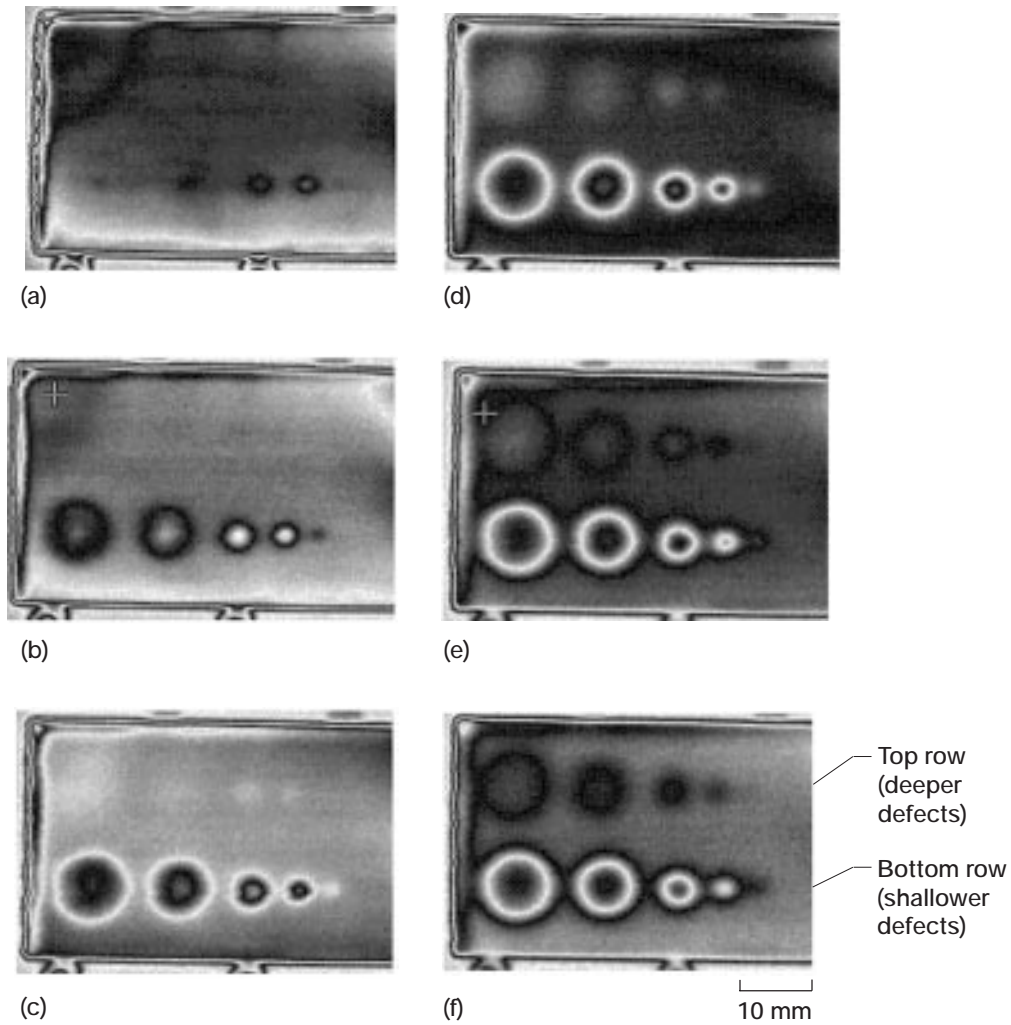 (a)
(d)
(b)
(e)
Top row
(deeper
defects)
Bottom row
(shallower
defects)
(c)
(f)
10 mm